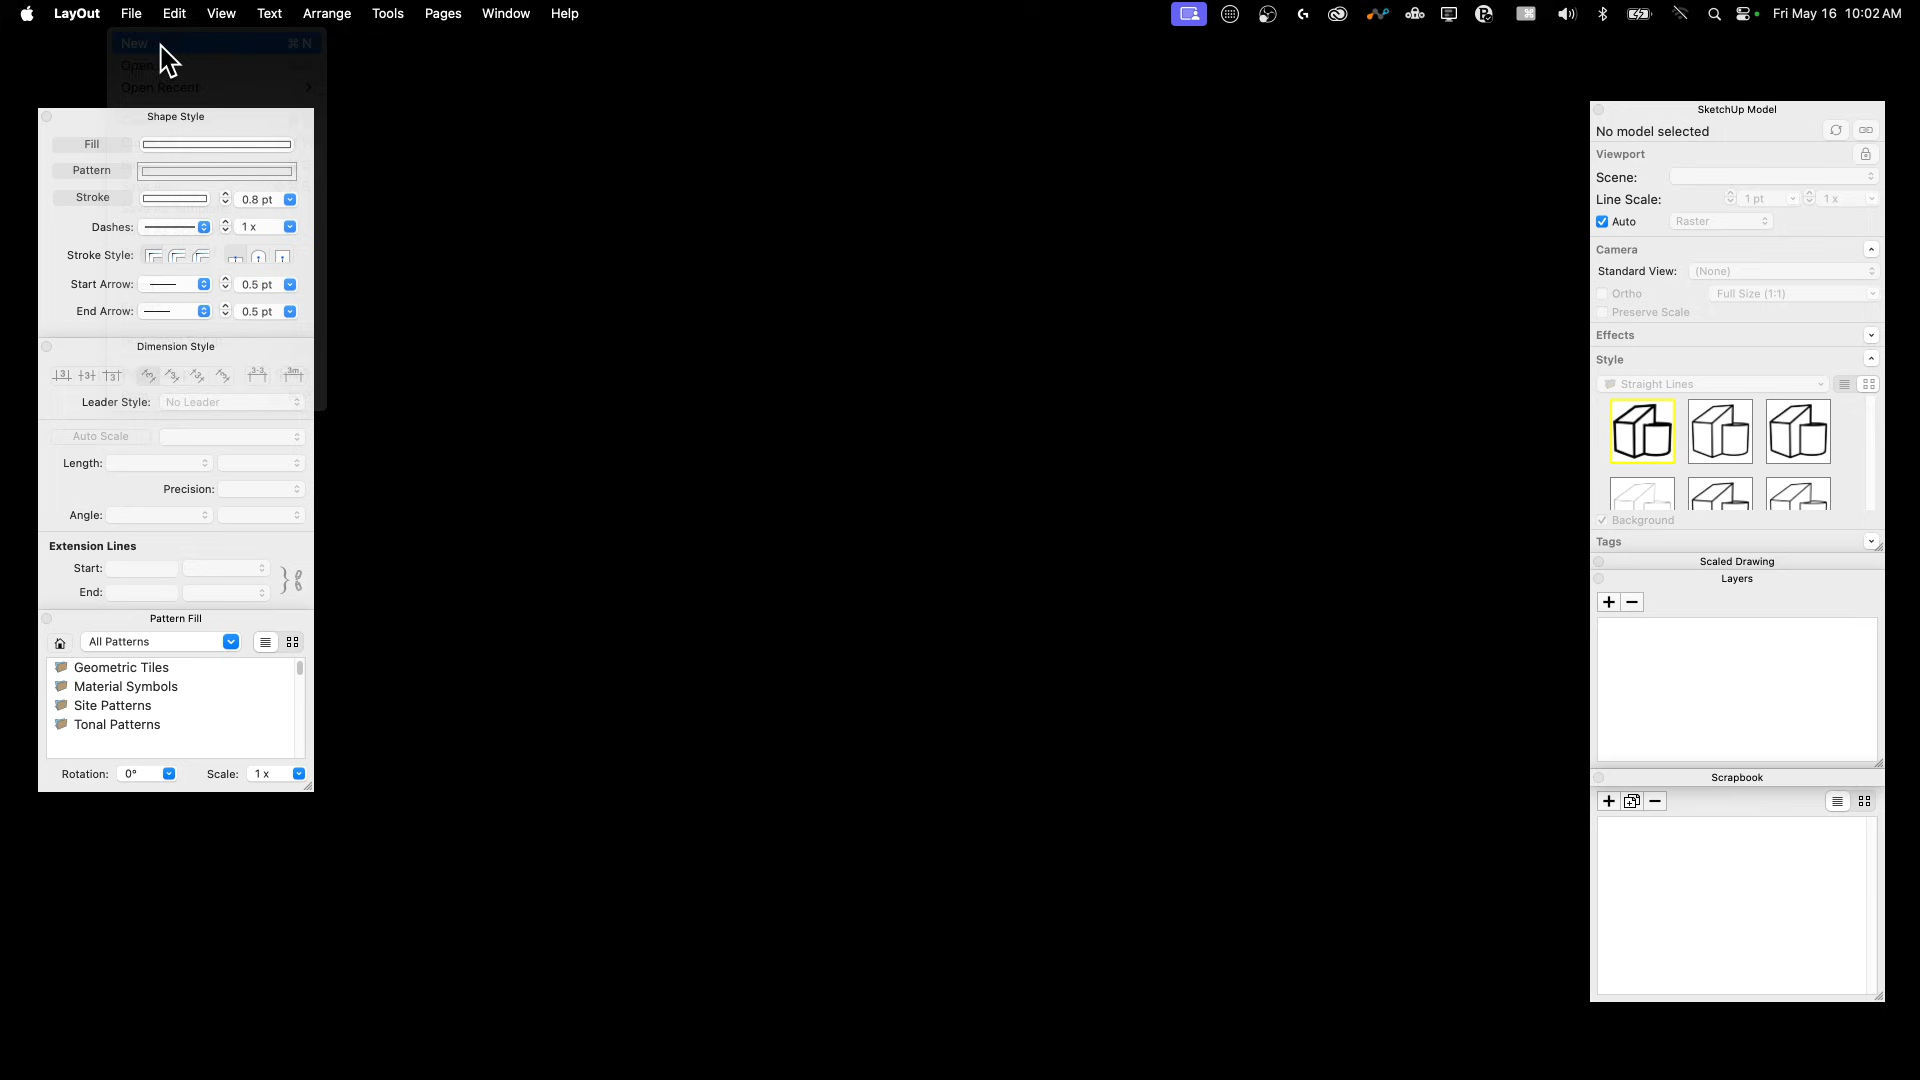 LayOut File Edit View Text Arrange Tools Pages Window Help
Fri May 16 10:02 AM
New ⌘ N
Open
Open Recent
Shape Style
Fill
Pattern
Stroke 0.8 pt
Dashes: 1 x
Stroke Style:
Start Arrow: 0.5 pt
End Arrow: 0.5 pt
Dimension Style
Leader Style: No Leader
Auto Scale
Length:
Precision:
Angle:
Extension Lines
Start:
End:
Pattern Fill
All Patterns
Geometric Tiles
Material Symbols
Site Patterns
Tonal Patterns
Rotation: 0° Scale: 1 x
SketchUp Model
No model selected
Viewport
Scene:
Line Scale: 1 pt 1 x
Auto Raster
Camera
Standard View: (None)
Ortho Full Size (1:1)
Preserve Scale
Effects
Style
Straight Lines
Background
Tags
Scaled Drawing
Layers
Scrapbook